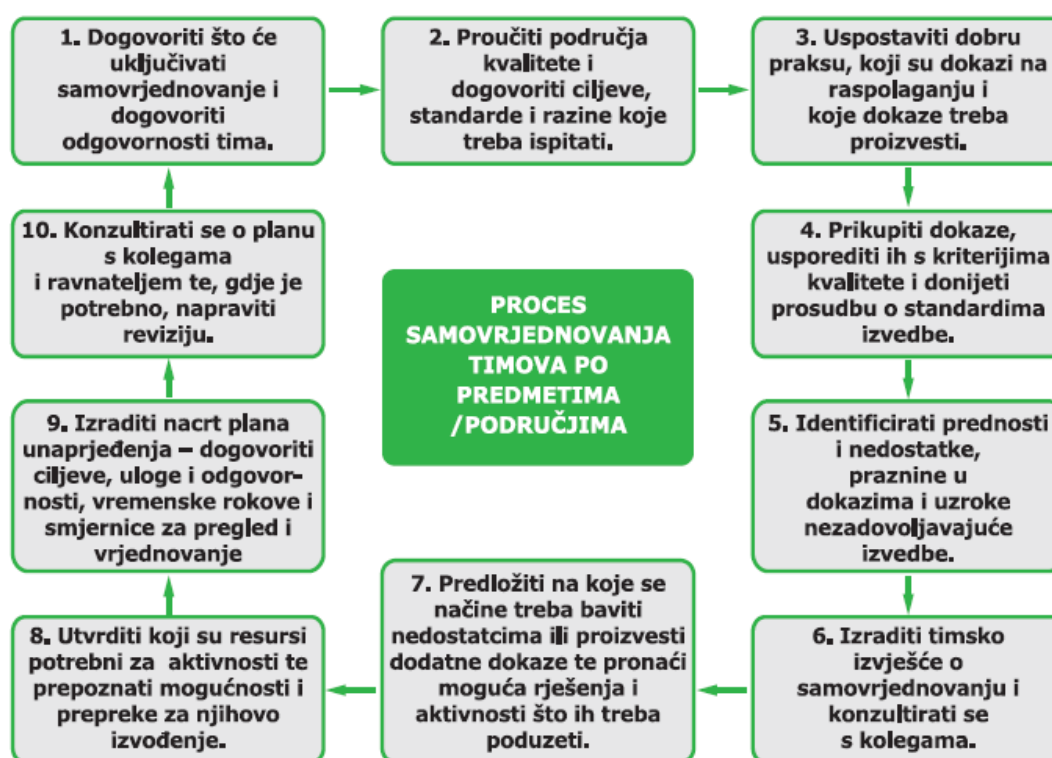 1. Dogovoriti što će
uključivati
samovrjednovanje i
dogovoriti
odgovornosti tima.
2. Proučiti područja
kvalitete i
dogovoriti ciljeve,
standarde i razine koje
treba ispitati.
3. Uspostaviti dobru
praksu, koji su dokazi na
raspolaganju i
koje dokaze treba
proizvesti.
4. Prikupiti dokaze,
usporediti ih s kriterijima
kvalitete i donijeti
prosudbu o standardima
izvedbe.
5. Identificirati prednosti
i nedostatke,
praznine u
dokazima i uzroke
nezadovoljavajuće
izvedbe.
6. Izraditi timsko
izvješće o
samovrjednovanju i
konzultirati se
s kolegama.
7. Predložiti na koje se
načine treba baviti
nedostatcima ili proizvesti
dodatne dokaze te pronaći
moguća rješenja i
aktivnosti što ih treba
poduzeti.
8. Utvrditi koji su resursi
potrebni za aktivnosti te
prepoznati mogućnosti i
prepreke za njihovo
izvođenje.
9. Izraditi nacrt plana
unaprjeđenja – dogovoriti
ciljeve, uloge i odgovor-
nosti, vremenske rokove i
smjernice za pregled i
vrjednovanje
10. Konzultirati se o planu
s kolegama
i ravnateljem te, gdje je
potrebno, napraviti
reviziju.
PROCES
SAMOVRJEDNOVANJA
TIMOVA PO
PREDMETIMA
/PODRUČJIMA